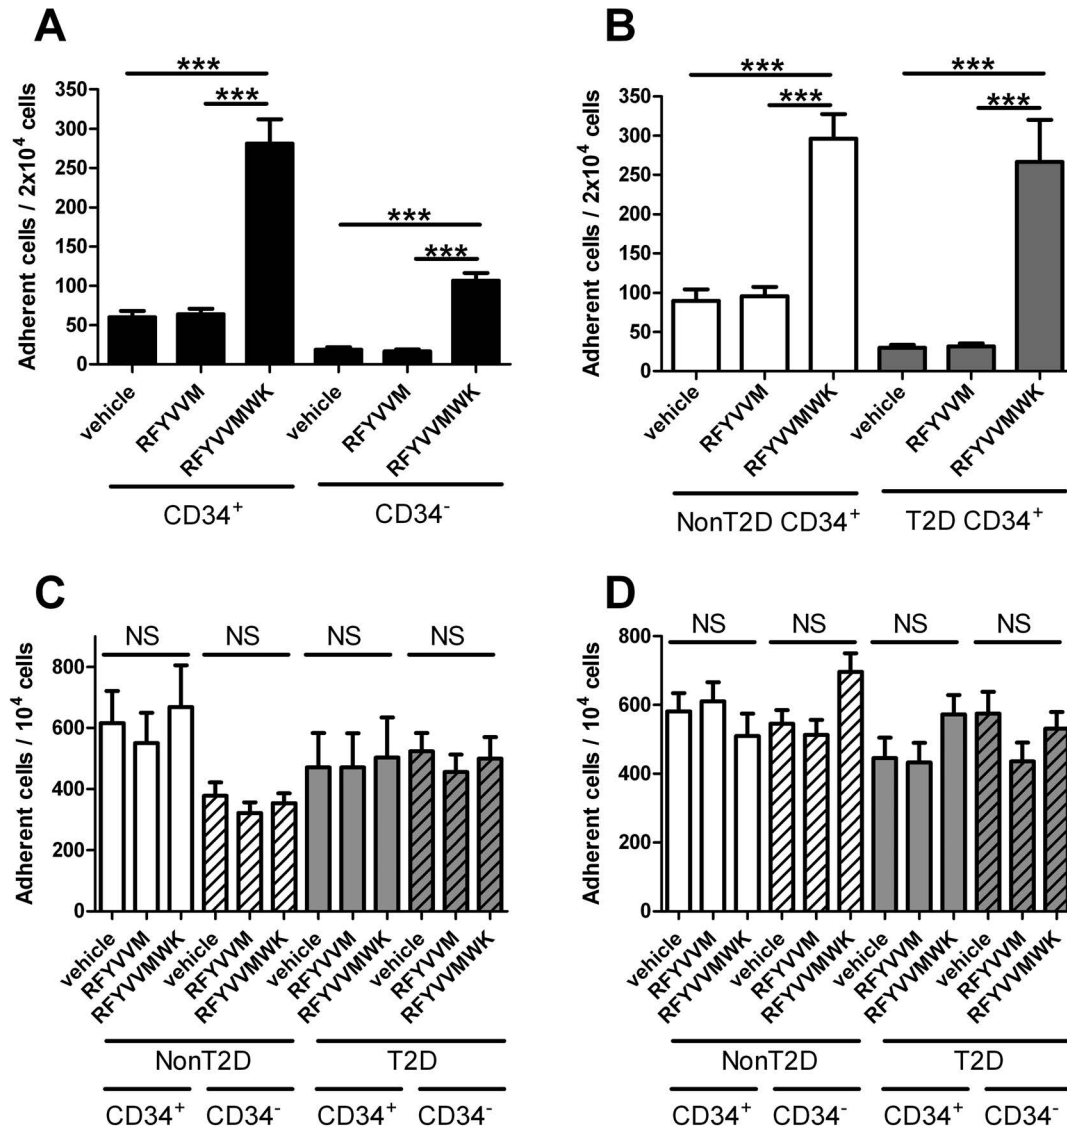 A
Adherent cells / 2x10⁴ cells
350
300
250
200
150
100
50
0
***
***
***
***
vehicle
RFYVVM
RFYVVMWK
vehicle
RFYVVM
RFYVVMWK
CD34⁺
CD34⁻
B
Adherent cells / 2x10⁴ cells
350
300
250
200
150
100
50
0
***
***
***
***
vehicle
RFYVVM
RFYVVMWK
vehicle
RFYVVM
RFYVVMWK
NonT2D CD34⁺
T2D CD34⁺
C
Adherent cells / 10⁴ cells
800
600
400
200
0
NS
NS
NS
NS
vehicle
RFYVVM
RFYVVMWK
vehicle
RFYVVM
RFYVVMWK
vehicle
RFYVVM
RFYVVMWK
vehicle
RFYVVM
RFYVVMWK
NonT2D
T2D
CD34⁺
CD34⁻
CD34⁺
CD34⁻
D
Adherent cells / 10⁴ cells
800
600
400
200
0
NS
NS
NS
NS
vehicle
RFYVVM
RFYVVMWK
vehicle
RFYVVM
RFYVVMWK
vehicle
RFYVVM
RFYVVMWK
vehicle
RFYVVM
RFYVVMWK
NonT2D
T2D
CD34⁺
CD34⁻
CD34⁺
CD34⁻